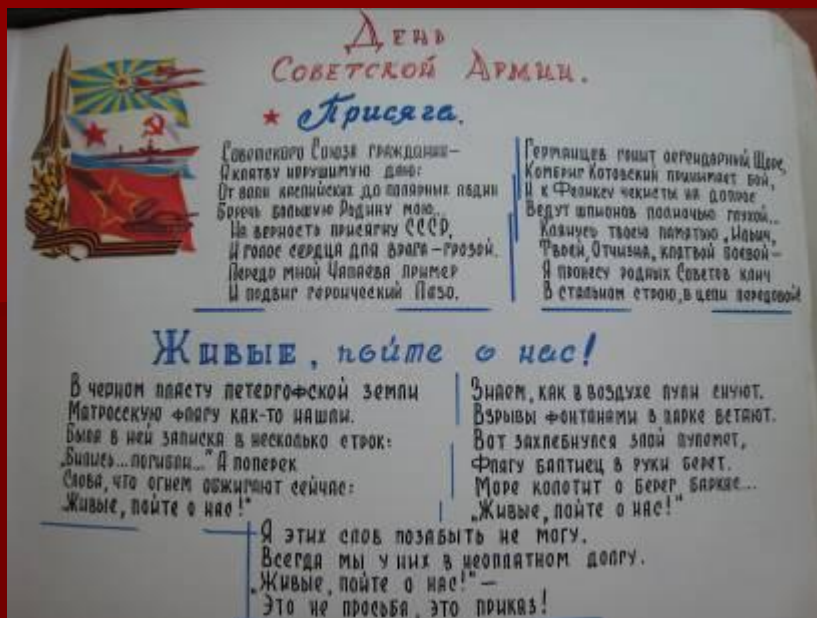 День
Советской Армии.
Присяга.
Советского Союза гражданин –
Я клятву нерушимую даю:
От волн каспийских до полярных льдин
Беречь большую Родину мою..
На верность присягну СССР,
И голос сердца для врага – грозой.
Передо мной Чапаева пример
И подвиг героический Лазо.
Германцев гонит легендарный Щорс,
Комбриг Котовский принимает бой,
И к Феликсу чекисты на допрос
Ведут шпионов полночью глухой...
Клянусь твоею памятью, Ильич,
Твоей, Отчизна, клятвой боевой –
Я пронесу родных Советов клич
В стальном строю, в цепи передовой!
Живые, пойте о нас!
В черном пласту петергофской земли
Матросскую флягу как-то нашли.
Была в ней записка в несколько строк:
„Бились... погибли..." А поперек
Слова, что огнем обжигают сейчас:
„Живые, пойте о нас!"
Знаем, как в воздухе пули снуют.
Взрывы фонтанами в парке встают.
Вот захлебнулся злой пулемет,
Флягу балтиец в руки берет.
Море колотит о берег баркас...
„Живые, пойте о нас!"
Я этих слов позабыть не могу.
Всегда мы у них в неоплатном долгу.
„Живые, пойте о нас!" –
Это не просьба, это приказ!